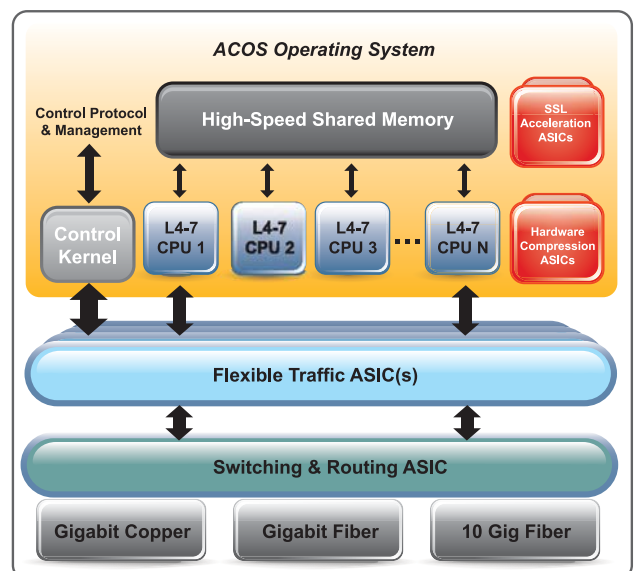 ACOS Operating System
Control Protocol
& Management
High-Speed Shared Memory
SSL
Acceleration
ASICs
Control
Kernel
L4-7
CPU 1
L4-7
CPU 2
L4-7
CPU 3
L4-7
CPU N
Hardware
Compression
ASICs
Flexible Traffic ASIC(s)
Switching & Routing ASIC
Gigabit Copper
Gigabit Fiber
10 Gig Fiber